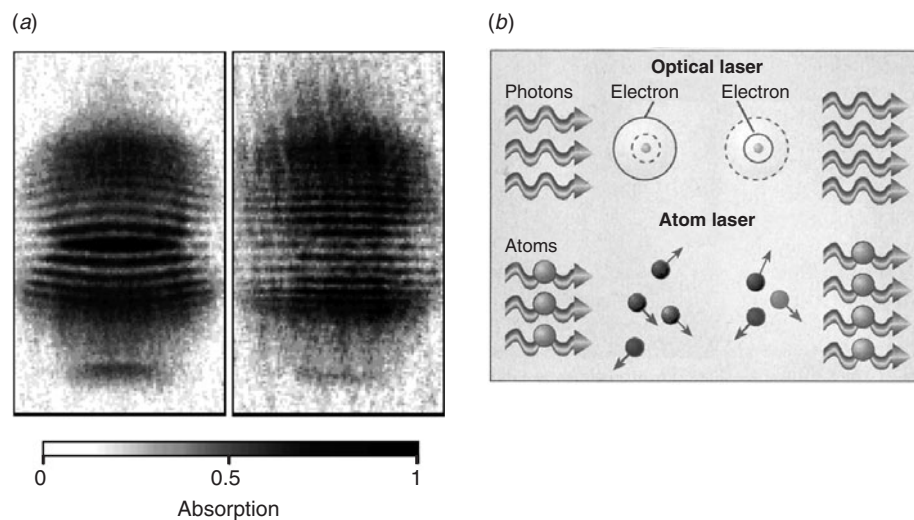 (a)
0 0.5 1
Absorption
(b)
Optical laser
Photons Electron Electron
Atom laser
Atoms